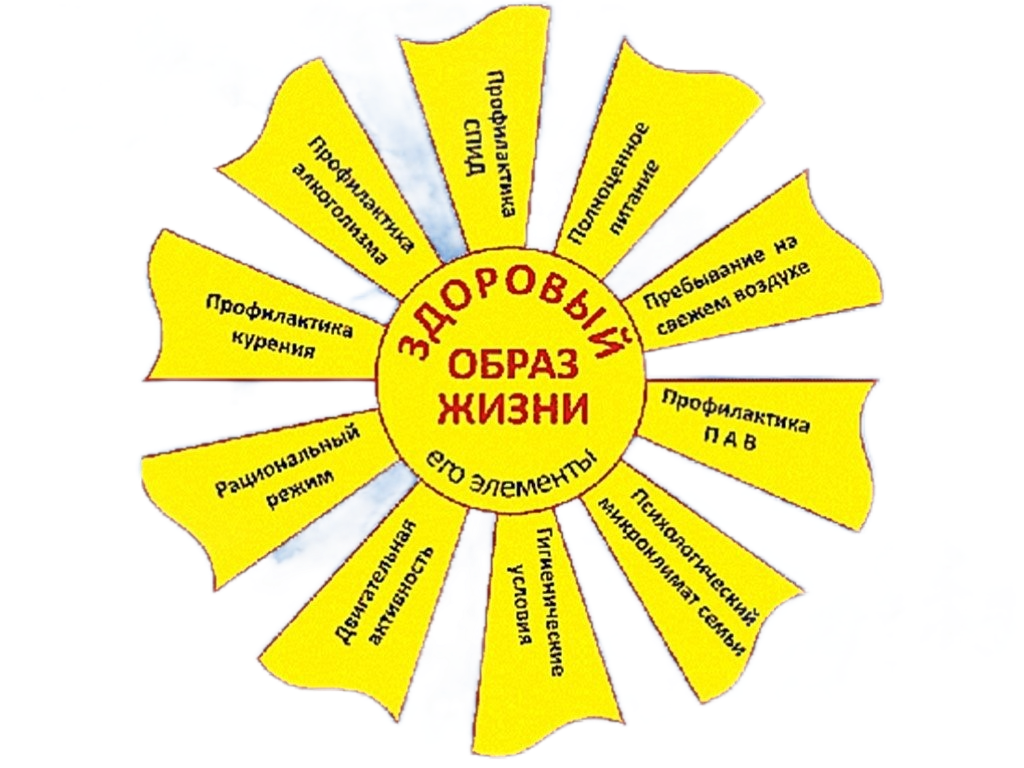 ЗДОРОВЫЙ
ОБРАЗ
ЖИЗНИ
его элементы
Профилактика
СПИД
Полноценное
питание
Пребывание на
свежем воздухе
Профилактика
П А В
Психологический
микроклимат семьи
Гигиенические
условия
Двигательная
активность
Рациональный
режим
Профилактика
курения
Профилактика
алкоголизма